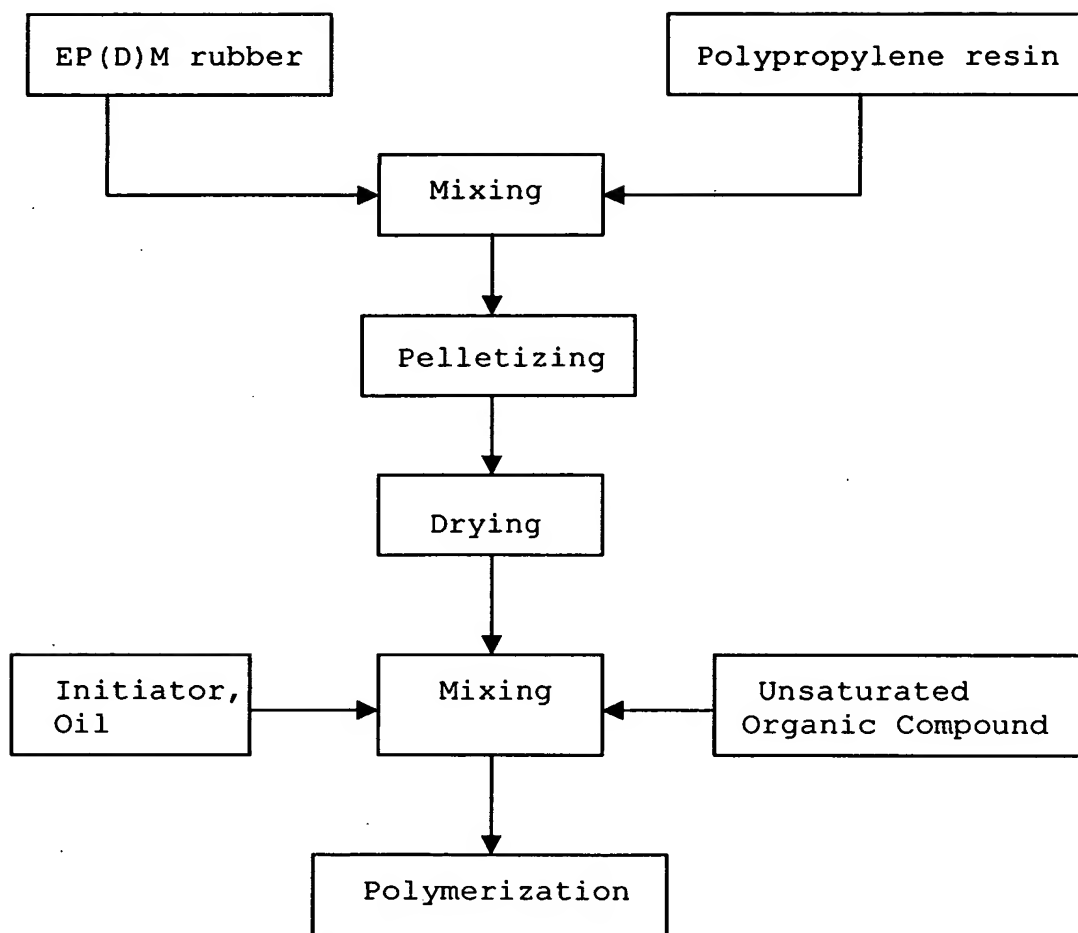 EP(D)M rubber
Polypropylene resin
Mixing
Pelletizing
Drying
Initiator,
Oil
Mixing
Unsaturated
Organic Compound
Polymerization